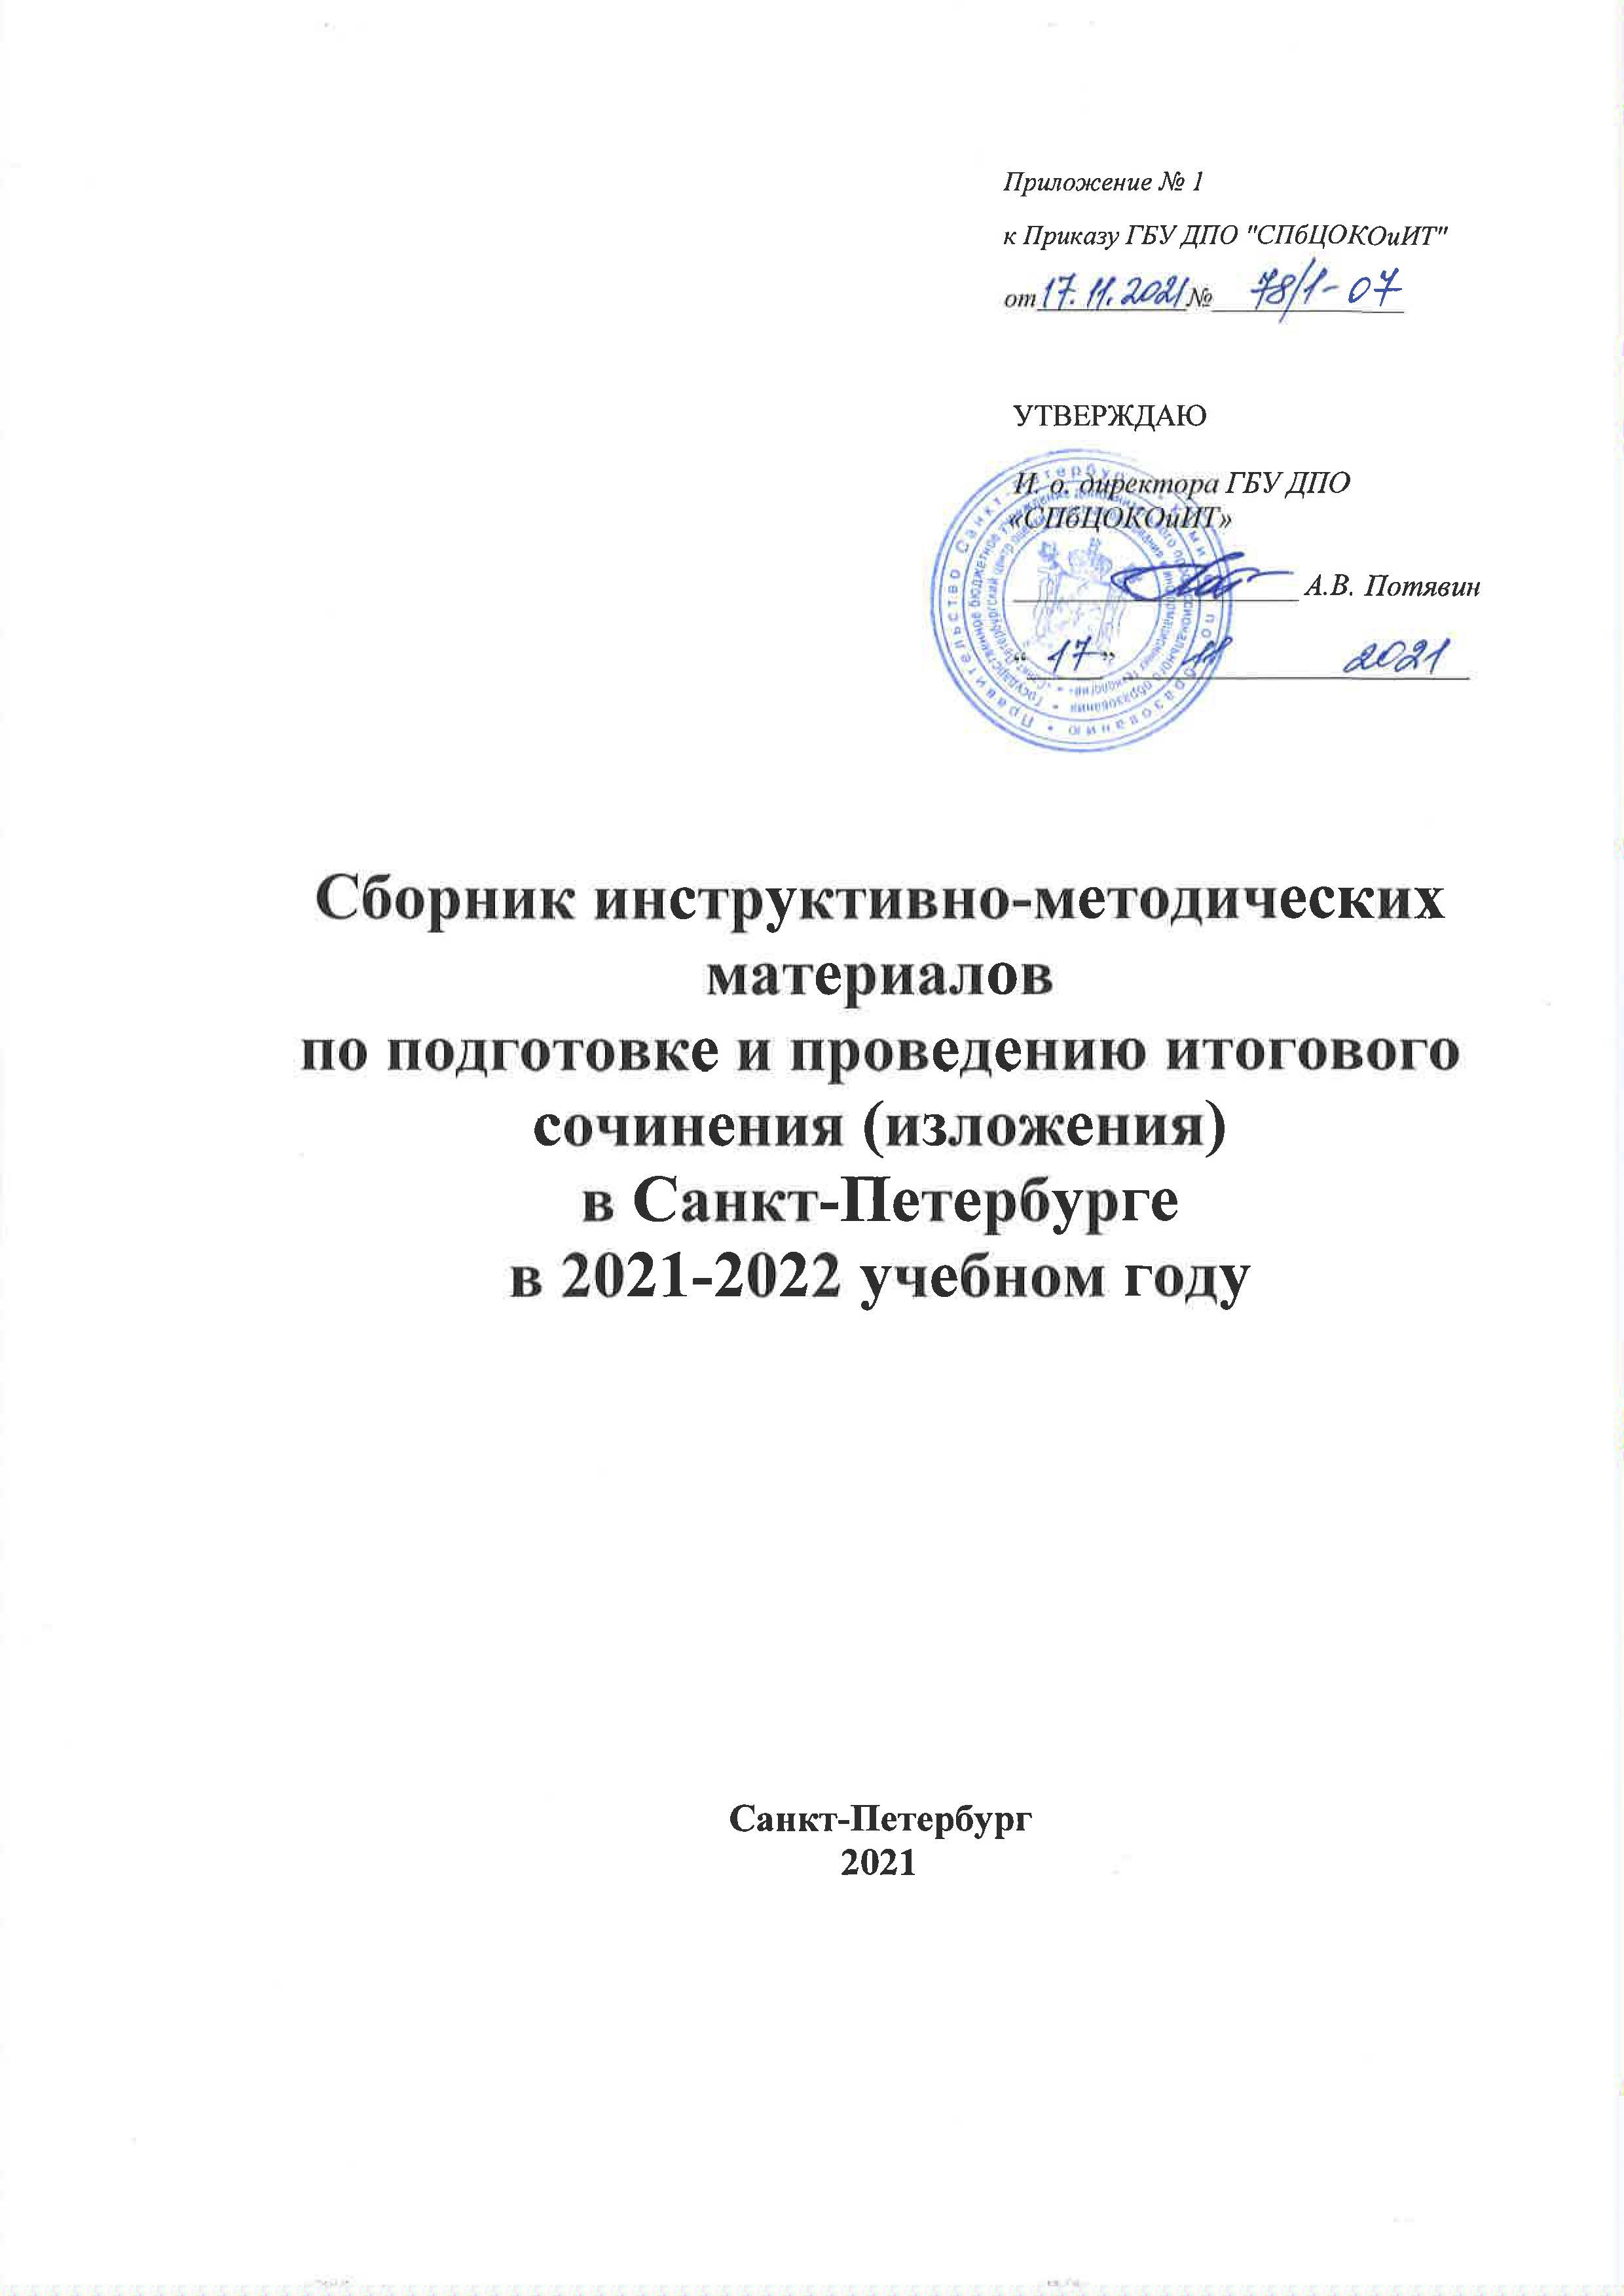 Приложение № 1
к Приказу ГБУ ДПО "СПбЦОКОиИТ"
от 17.11.2021 № 78/1-07
УТВЕРЖДАЮ
И. о. директора ГБУ ДПО
«СПбЦОКОиИТ»
А.В. Потявин
“ 17 ” 11 2021
Сборник инструктивно-методических
материалов
по подготовке и проведению итогового
сочинения (изложения)
в Санкт-Петербурге
в 2021-2022 учебном году
Санкт-Петербург
2021